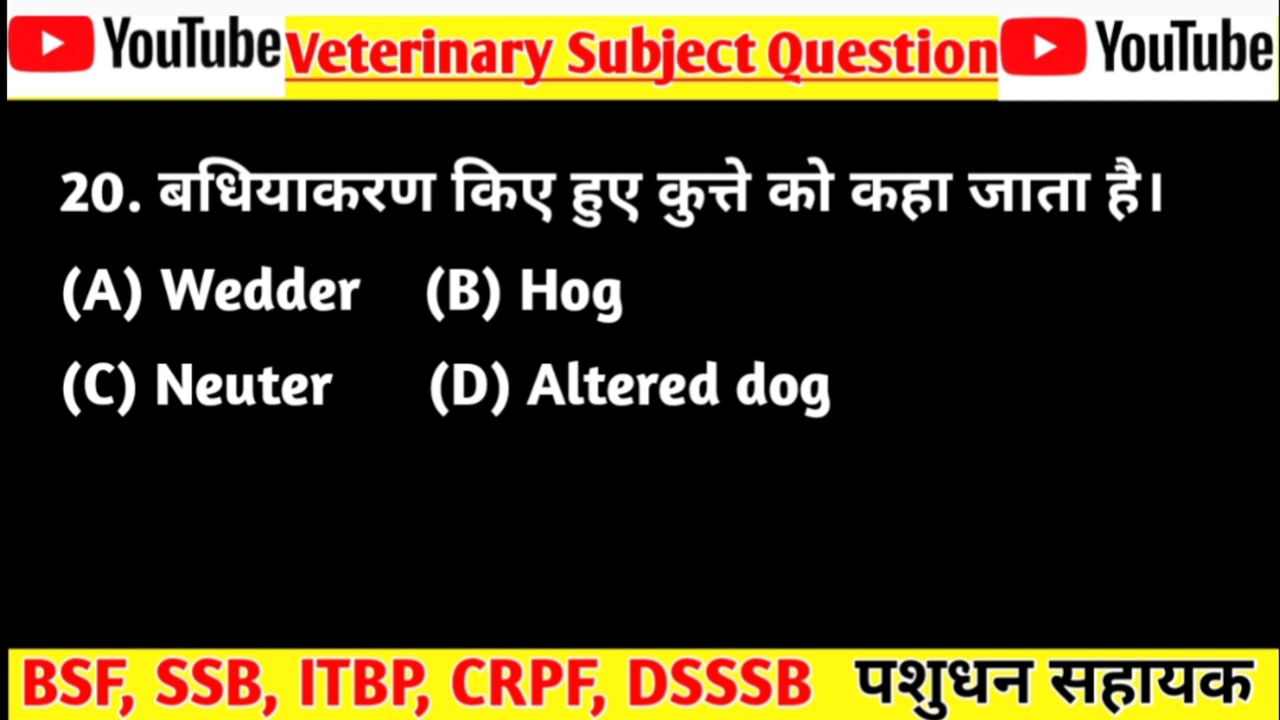 YouTube Veterinary Subject Question YouTube
20. बधियाकरण किए हुए कुत्ते को कहा जाता है।
(A) Wedder (B) Hog
(C) Neuter (D) Altered dog
BSF, SSB, ITBP, CRPF, DSSSB पशुधन सहायक